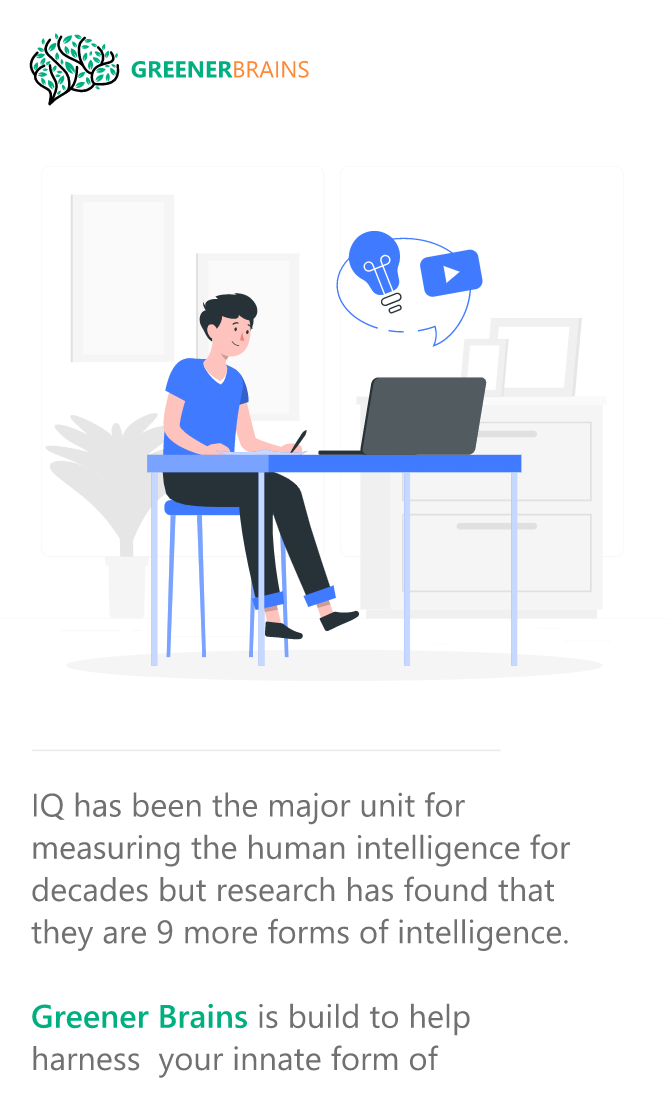 GREENERBRAINS
IQ has been the major unit for
measuring the human intelligence for
decades but research has found that
they are 9 more forms of intelligence.
Greener Brains is build to help
harness  your innate form of